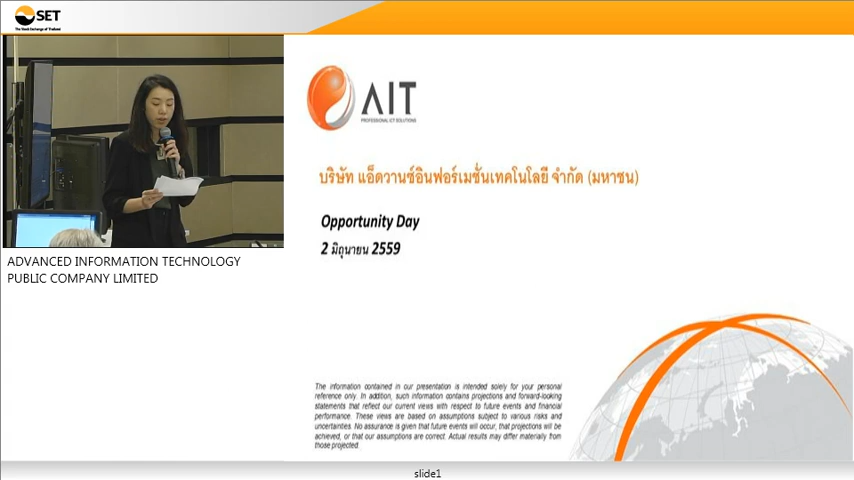 SET
The Stock Exchange of Thailand
AIT
PROFESSIONAL ICT SOLUTIONS
บริษัท แอ็ดวานซ์อินฟอร์เมชั่นเทคโนโลยี จำกัด (มหาชน)
Opportunity Day
2 มิถุนายน 2559
ADVANCED INFORMATION TECHNOLOGY
PUBLIC COMPANY LIMITED
The information contained in our presentation is intended solely for your personal
reference only. In addition, such information contains projections and forward-looking
statements that reflect our current views with respect to future events and financial
performance. These views are based on assumptions subject to various risks and
uncertainties. No assurance is given that future events will occur, that projections will be
achieved, or that our assumptions are correct. Actual results may differ materially from
those projected.
slide1